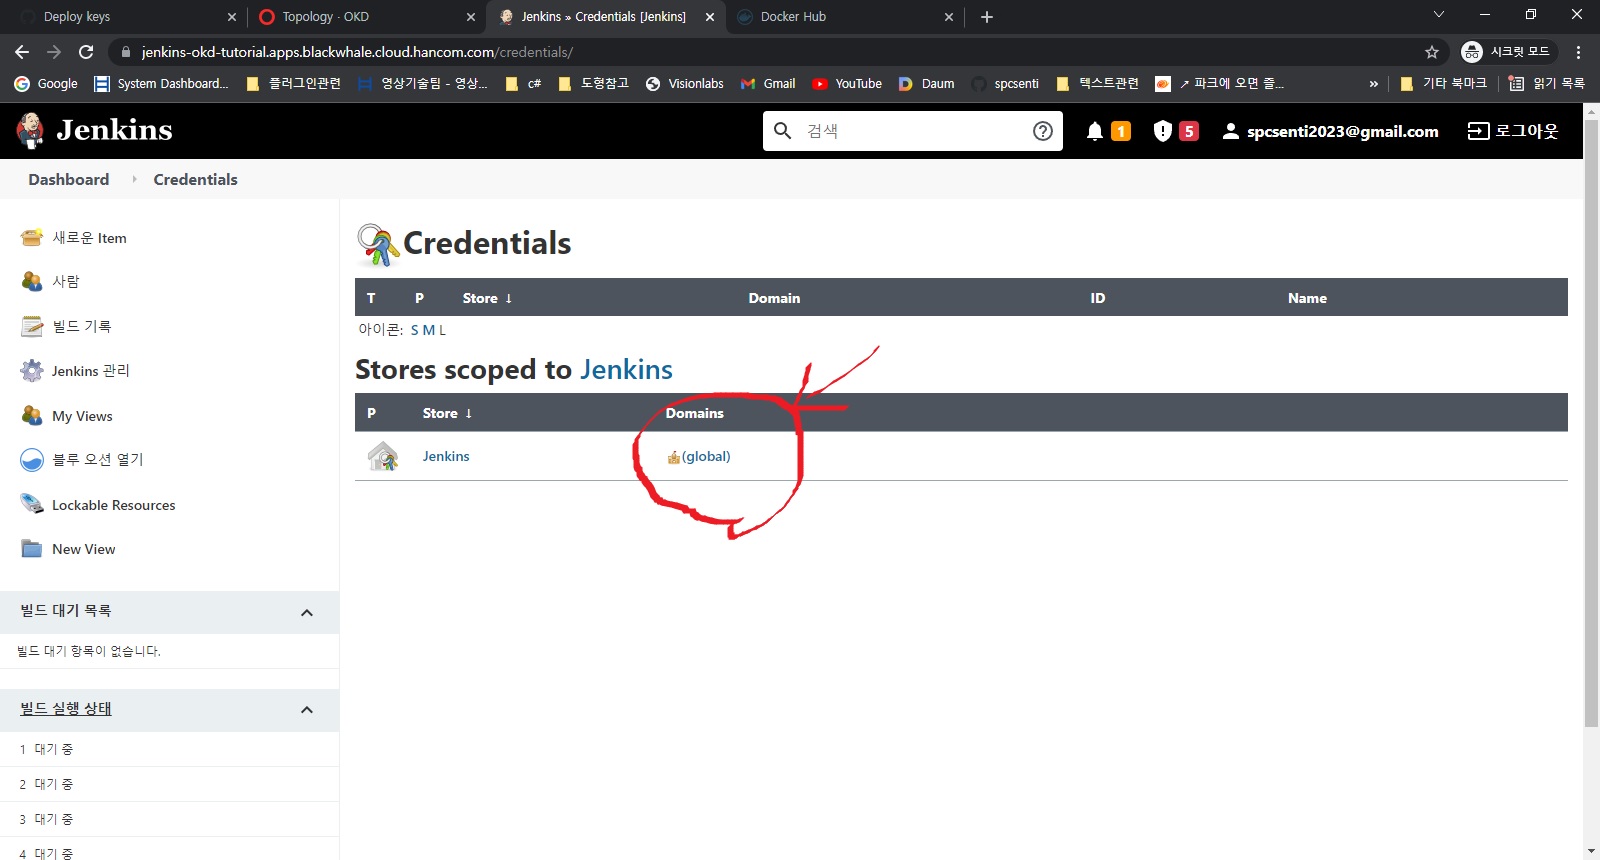 Deploy keys
Topology · OKD
Jenkins » Credentials [Jenkins]
Docker Hub
jenkins-okd-tutorial.apps.blackwhale.cloud.hancom.com/credentials/
시크릿 모드
Google
System Dashboard...
플러그인관련
영상기술팀 - 영상...
c#
도형참고
Visionlabs
Gmail
YouTube
Daum
spcsenti
텍스트관련
↗ 파크에 오면 즐...
»
기타 북마크
읽기 목록
Jenkins
검색
1
5
spcsenti2023@gmail.com
로그아웃
Dashboard
Credentials
새로운 Item
사람
빌드 기록
Jenkins 관리
My Views
블루 오션 열기
Lockable Resources
New View
빌드 대기 목록
빌드 대기 항목이 없습니다.
빌드 실행 상태
1 대기 중
2 대기 중
3 대기 중
4 대기 중
Credentials
T P Store ↓ Domain ID Name
아이콘: S M L
Stores scoped to Jenkins
P Store ↓ Domains
Jenkins (global)